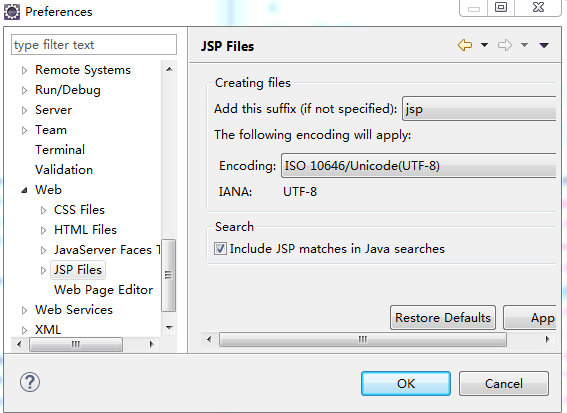 Preferences
type filter text
Remote Systems
Run/Debug
Server
Team
Terminal
Validation
Web
CSS Files
HTML Files
JavaServer Faces T
JSP Files
Web Page Editor
Web Services
XML
JSP Files
Creating files
Add this suffix (if not specified): jsp
The following encoding will apply:
Encoding: ISO 10646/Unicode(UTF-8)
IANA: UTF-8
Search
Include JSP matches in Java searches
Restore Defaults App
? OK Cancel